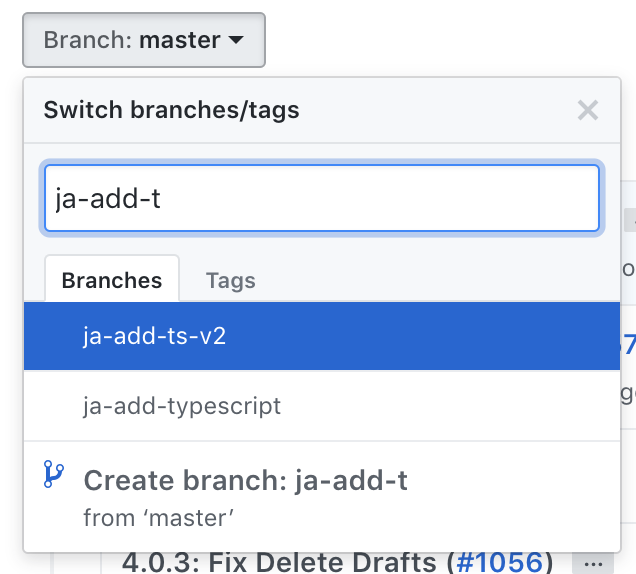 Branch: master
Switch branches/tags
ja-add-t
Branches Tags
ja-add-ts-v2
ja-add-typescript
Create branch: ja-add-t
from ‘master’
4.0.3: Fix Delete Drafts (#1056) ...